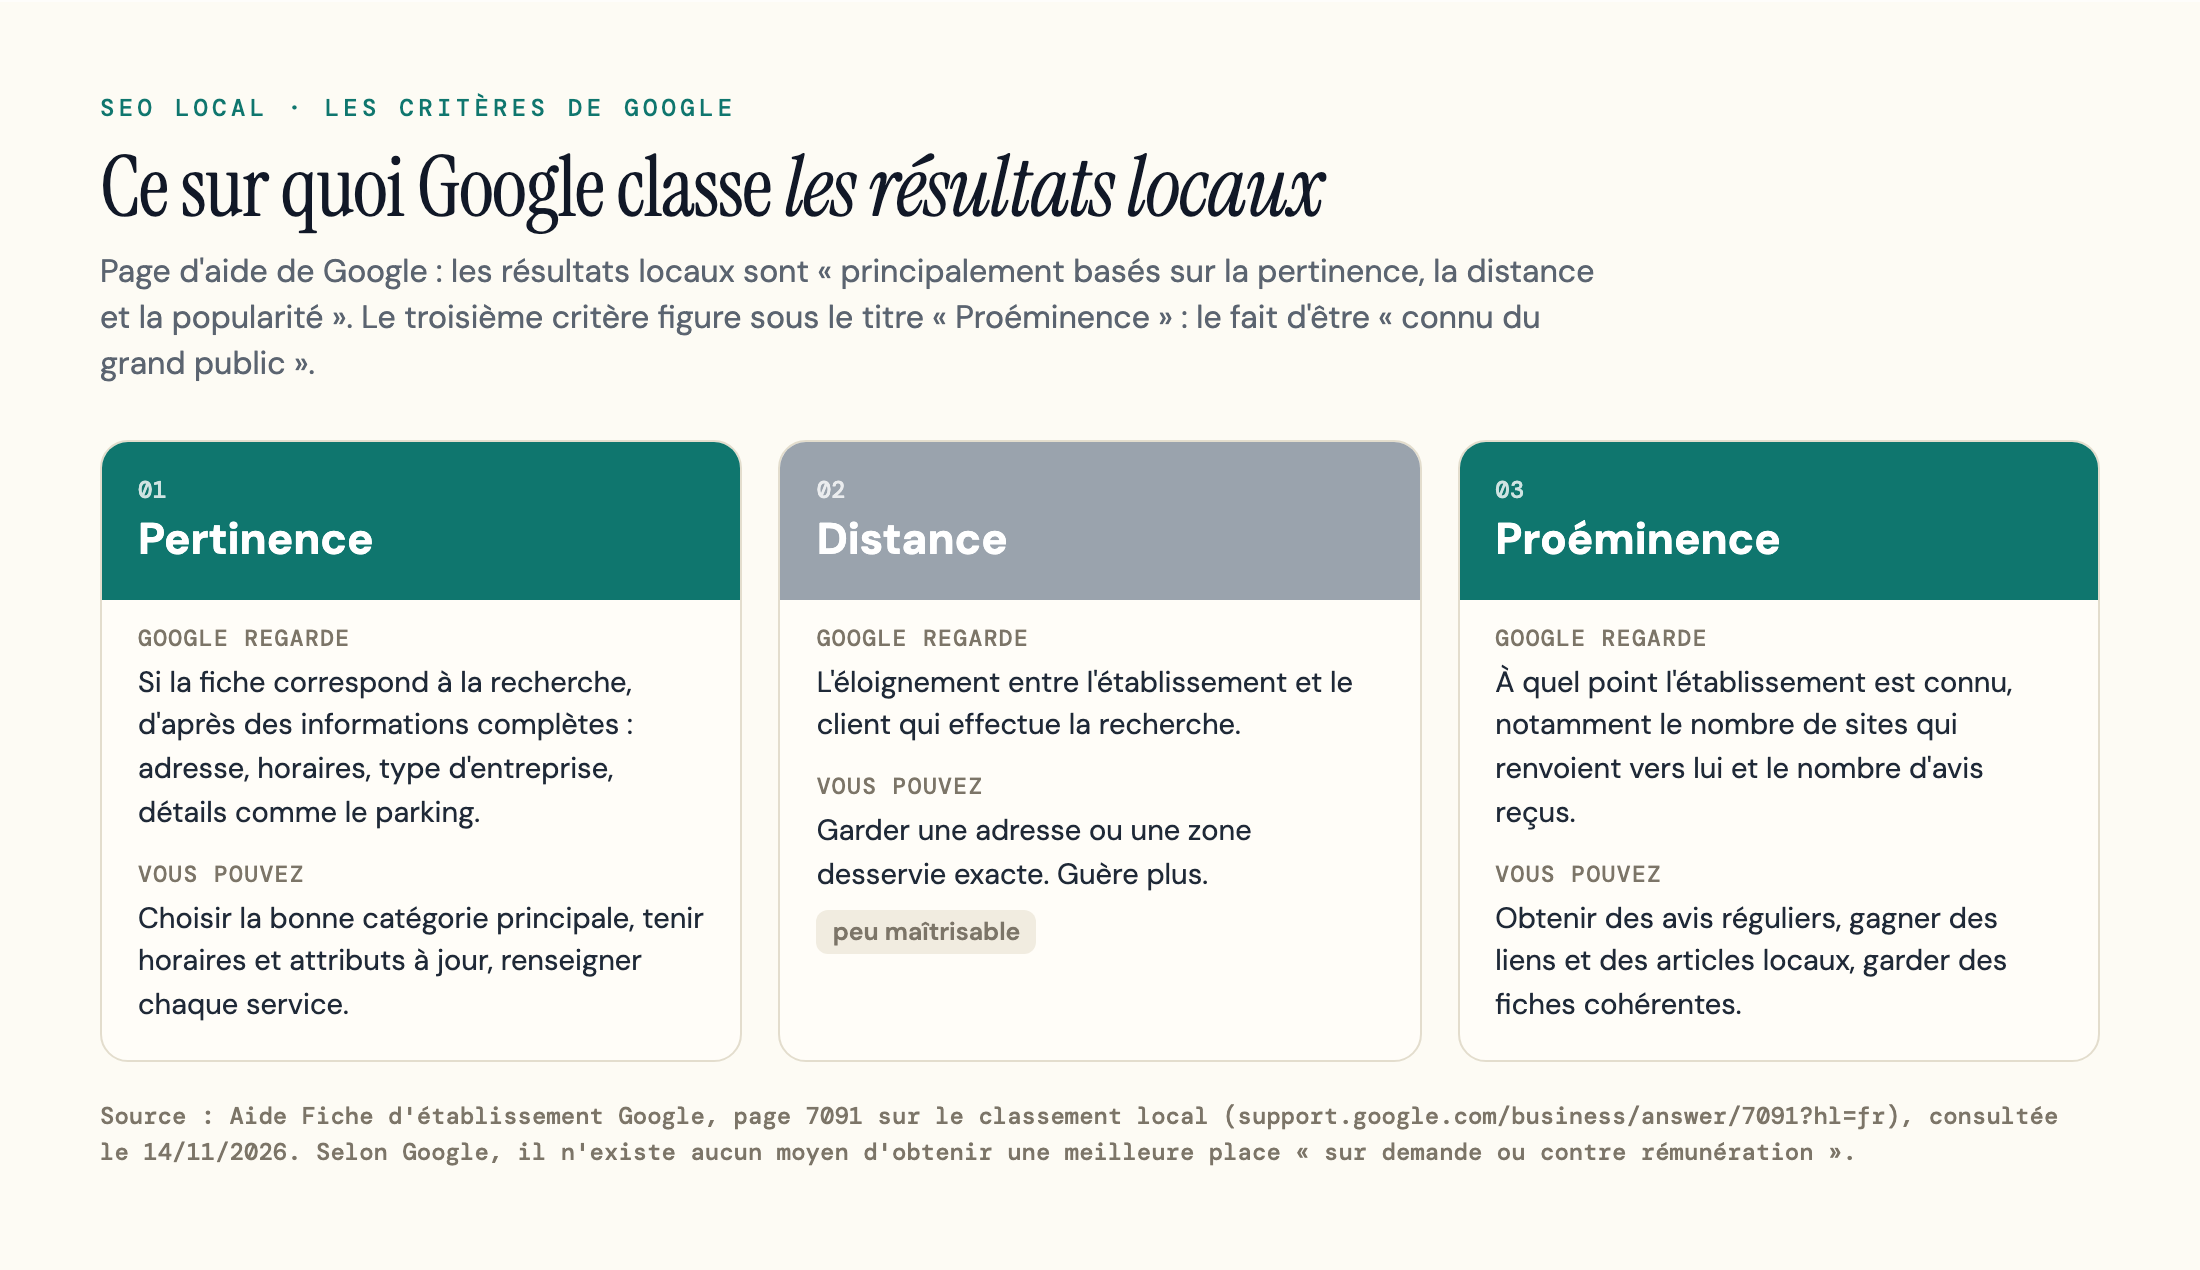 SEO LOCAL · LES CRITÈRES DE GOOGLE
Ce sur quoi Google classe les résultats locaux
Page d'aide de Google : les résultats locaux sont « principalement basés sur la pertinence, la distance
et la popularité ». Le troisième critère figure sous le titre « Proéminence » : le fait d'être « connu du
grand public ».
01
Pertinence
GOOGLE REGARDE
Si la fiche correspond à la recherche,
d'après des informations complètes :
adresse, horaires, type d'entreprise,
détails comme le parking.
VOUS POUVEZ
Choisir la bonne catégorie principale, tenir
horaires et attributs à jour, renseigner
chaque service.
02
Distance
GOOGLE REGARDE
L'éloignement entre l'établissement et le
client qui effectue la recherche.
VOUS POUVEZ
Garder une adresse ou une zone
desservie exacte. Guère plus.
peu maîtrisable
03
Proéminence
GOOGLE REGARDE
À quel point l'établissement est connu,
notamment le nombre de sites qui
renvoient vers lui et le nombre d'avis
reçus.
VOUS POUVEZ
Obtenir des avis réguliers, gagner des
liens et des articles locaux, garder des
fiches cohérentes.
Source : Aide Fiche d'établissement Google, page 7091 sur le classement local (support.google.com/business/answer/7091?hl=fr), consultée
le 14/11/2026. Selon Google, il n'existe aucun moyen d'obtenir une meilleure place « sur demande ou contre rémunération ».